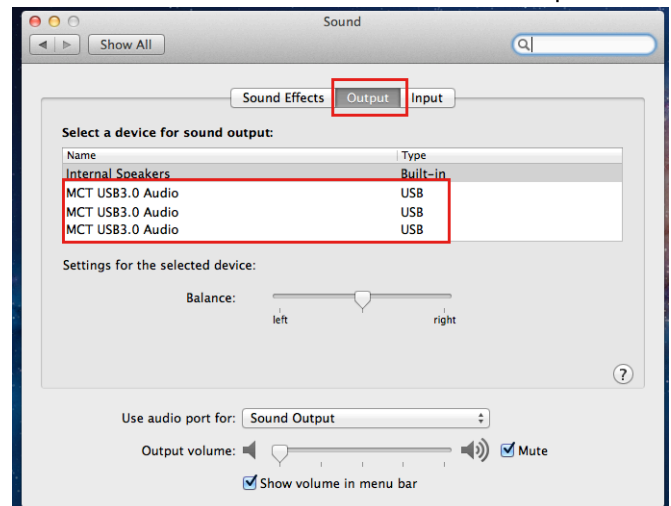 Sound
Show All
Sound Effects Output Input
Select a device for sound output:
Name Type
Internal Speakers Built-in
MCT USB3.0 Audio USB
MCT USB3.0 Audio USB
MCT USB3.0 Audio USB
Settings for the selected device:
Balance:
left right
?
Use audio port for: Sound Output
Output volume: Mute
Show volume in menu bar